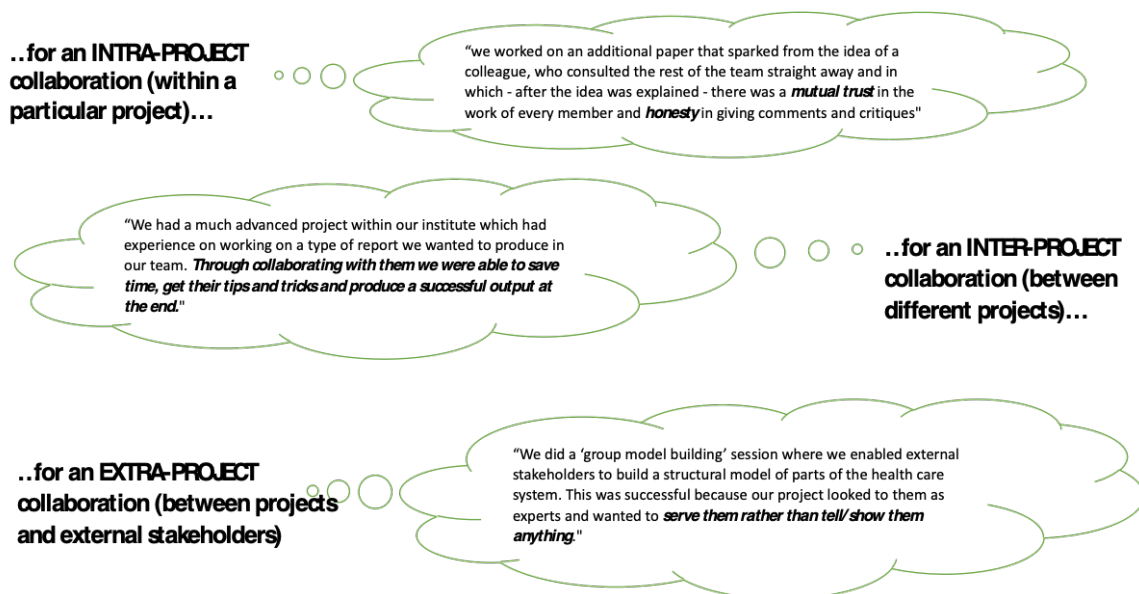 ...for an INTRA-PROJECT
collaboration (within a
particular project)...
“we worked on an additional paper that sparked from the idea of a
colleague, who consulted the rest of the team straight away and in
which - after the idea was explained - there was a mutual trust in the
work of every member and honesty in giving comments and critiques"
“We had a much advanced project within our institute which had
experience on working on a type of report we wanted to produce in
our team. Through collaborating with them we were able to save
time, get their tips and tricks and produce a successful output at
the end."
...for an INTER-PROJECT
collaboration (between
different projects)...
...for an EXTRA-PROJECT
collaboration (between projects
and external stakeholders)
“We did a ‘group model building’ session where we enabled external
stakeholders to build a structural model of parts of the health care
system. This was successful because our project looked to them as
experts and wanted to serve them rather than tell/show them
anything."